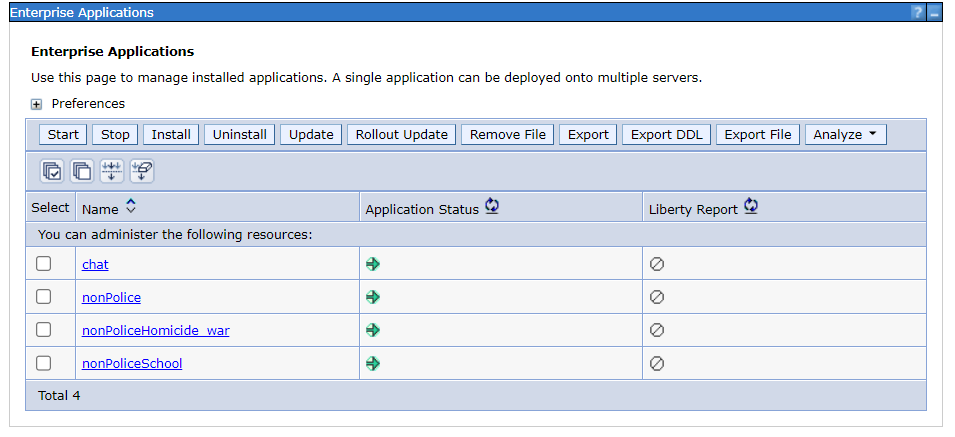 Enterprise Applications
Enterprise Applications
Use this page to manage installed applications. A single application can be deployed onto multiple servers.
Preferences
Start Stop Install Uninstall Update Rollout Update Remove File Export Export DDL Export File Analyze
Select Name Application Status Liberty Report
You can administer the following resources:
chat
nonPolice
nonPoliceHomicide_war
nonPoliceSchool
Total 4